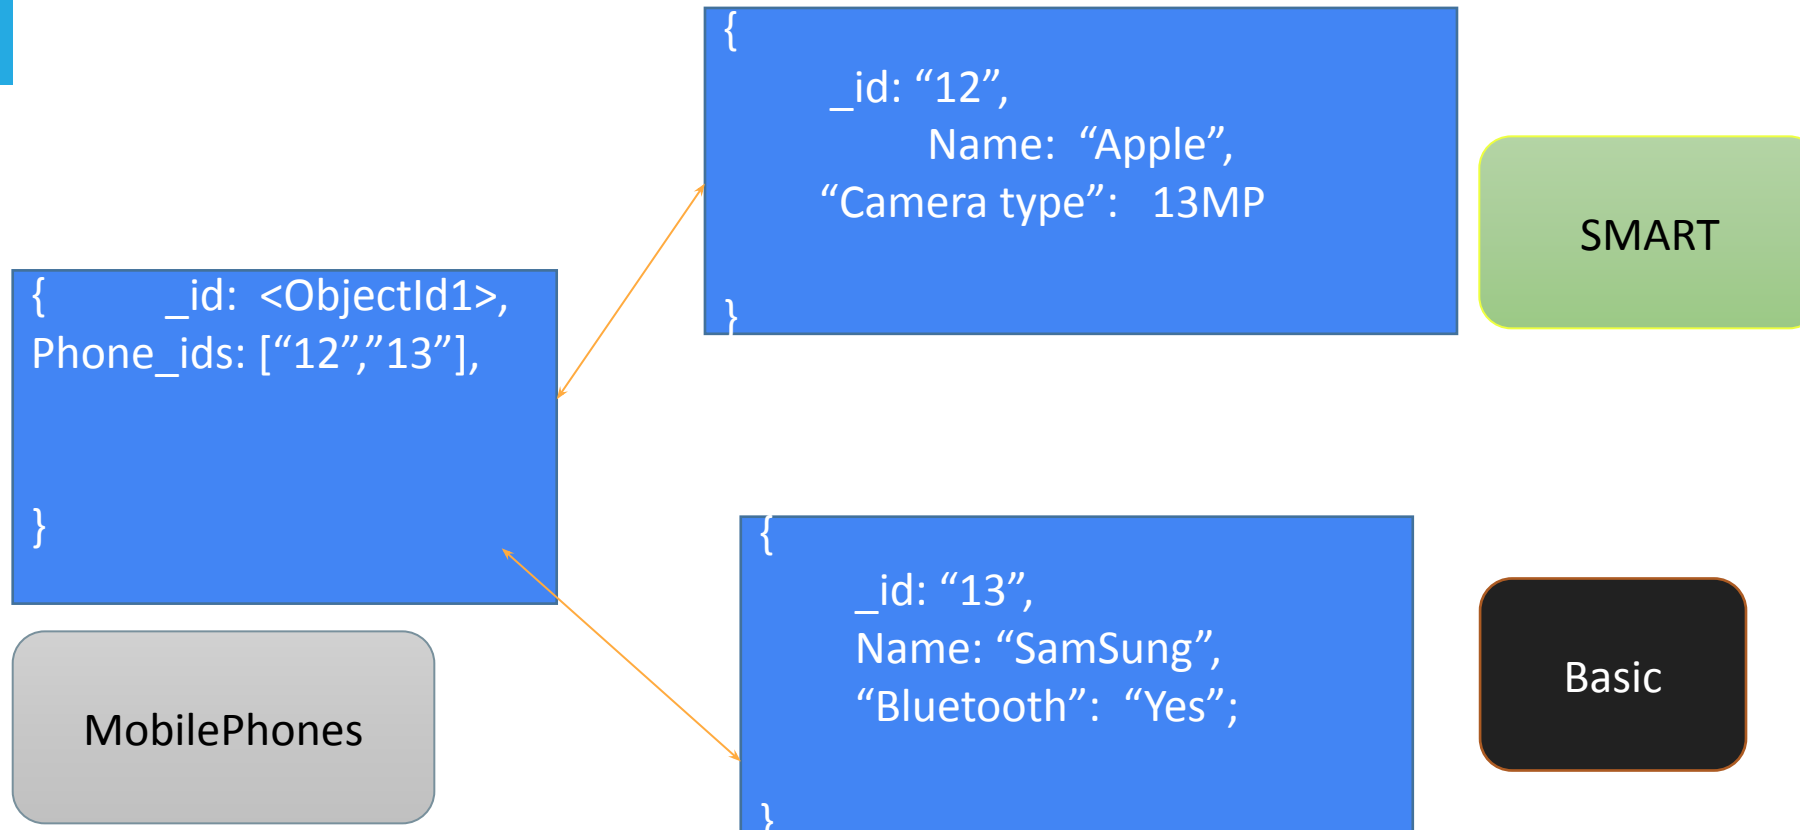 { _id: <ObjectId1>,
Phone_ids: [“12”,”13”],
}
MobilePhones
{
_id: “12”,
Name: “Apple”,
“Camera type”: 13MP
}
SMART
{
_id: “13”,
Name: “SamSung”,
“Bluetooth”: “Yes”;
}
Basic